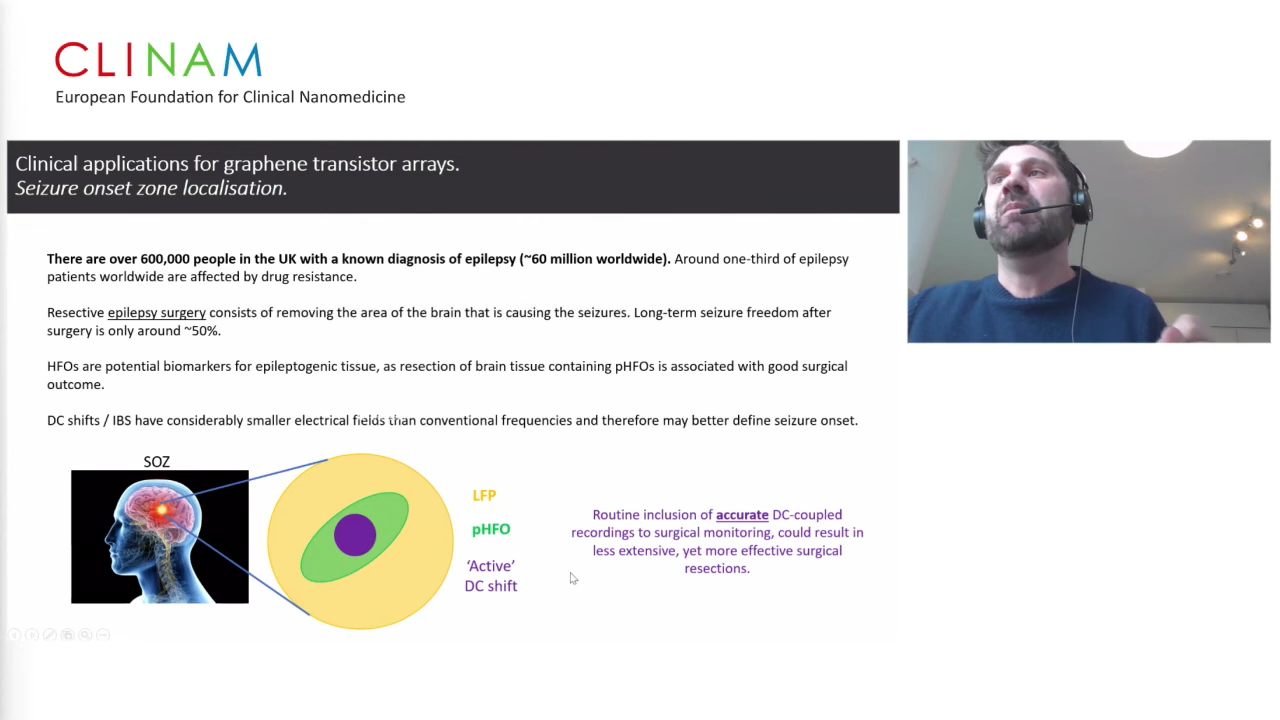 CLINAM
European Foundation for Clinical Nanomedicine
Clinical applications for graphene transistor arrays.
Seizure onset zone localisation.
There are over 600,000 people in the UK with a known diagnosis of epilepsy (~60 million worldwide). Around one-third of epilepsy
patients worldwide are affected by drug resistance.
Resective epilepsy surgery consists of removing the area of the brain that is causing the seizures. Long-term seizure freedom after
surgery is only around ~50%.
HFOs are potential biomarkers for epileptogenic tissue, as resection of brain tissue containing pHFOs is associated with good surgical
outcome.
DC shifts / IBS have considerably smaller electrical fields than conventional frequencies and therefore may better define seizure onset.
SOZ
LFP
pHFO
‘Active’
DC shift
Routine inclusion of accurate DC-coupled
recordings to surgical monitoring, could result in
less extensive, yet more effective surgical
resections.